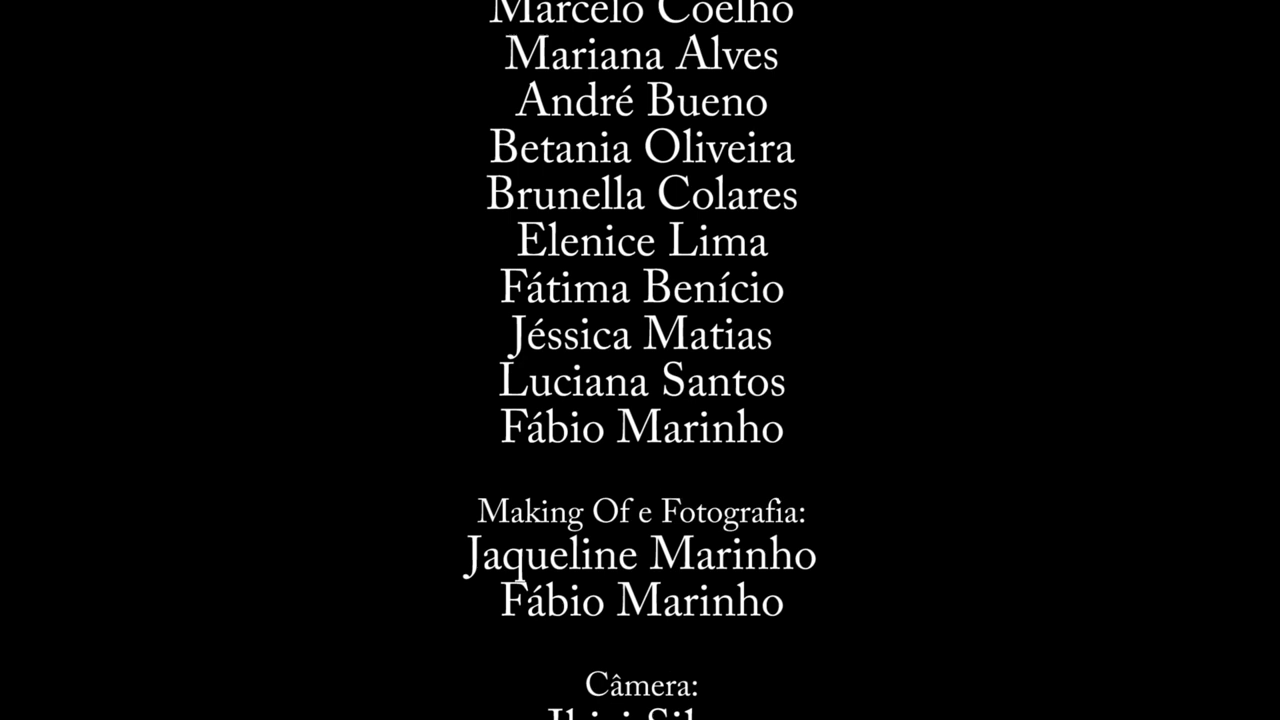 Marcelo Coelho
Mariana Alves
André Bueno
Betania Oliveira
Brunella Colares
Elenice Lima
Fátima Benício
Jéssica Matias
Luciana Santos
Fábio Marinho
Making Of e Fotografia:
Jaqueline Marinho
Fábio Marinho
Câmera: